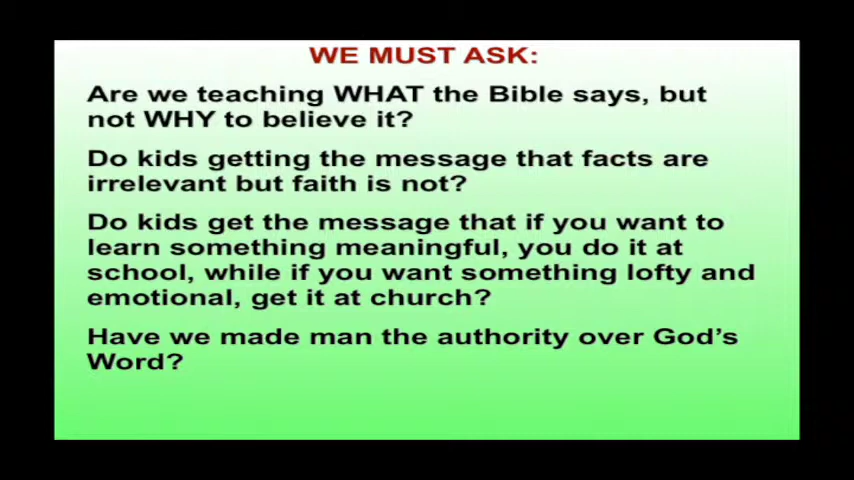 WE MUST ASK:
Are we teaching WHAT the Bible says, but
not WHY to believe it?
Do kids getting the message that facts are
irrelevant but faith is not?
Do kids get the message that if you want to
learn something meaningful, you do it at
school, while if you want something lofty and
emotional, get it at church?
Have we made man the authority over God’s
Word?